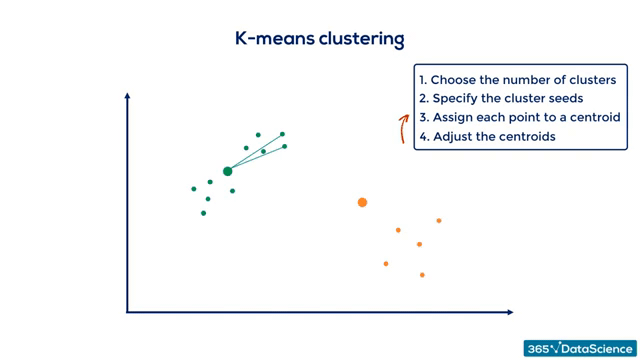 K-means clustering
1. Choose the number of clusters
2. Specify the cluster seeds
3. Assign each point to a centroid
4. Adjust the centroids
365 DataScience